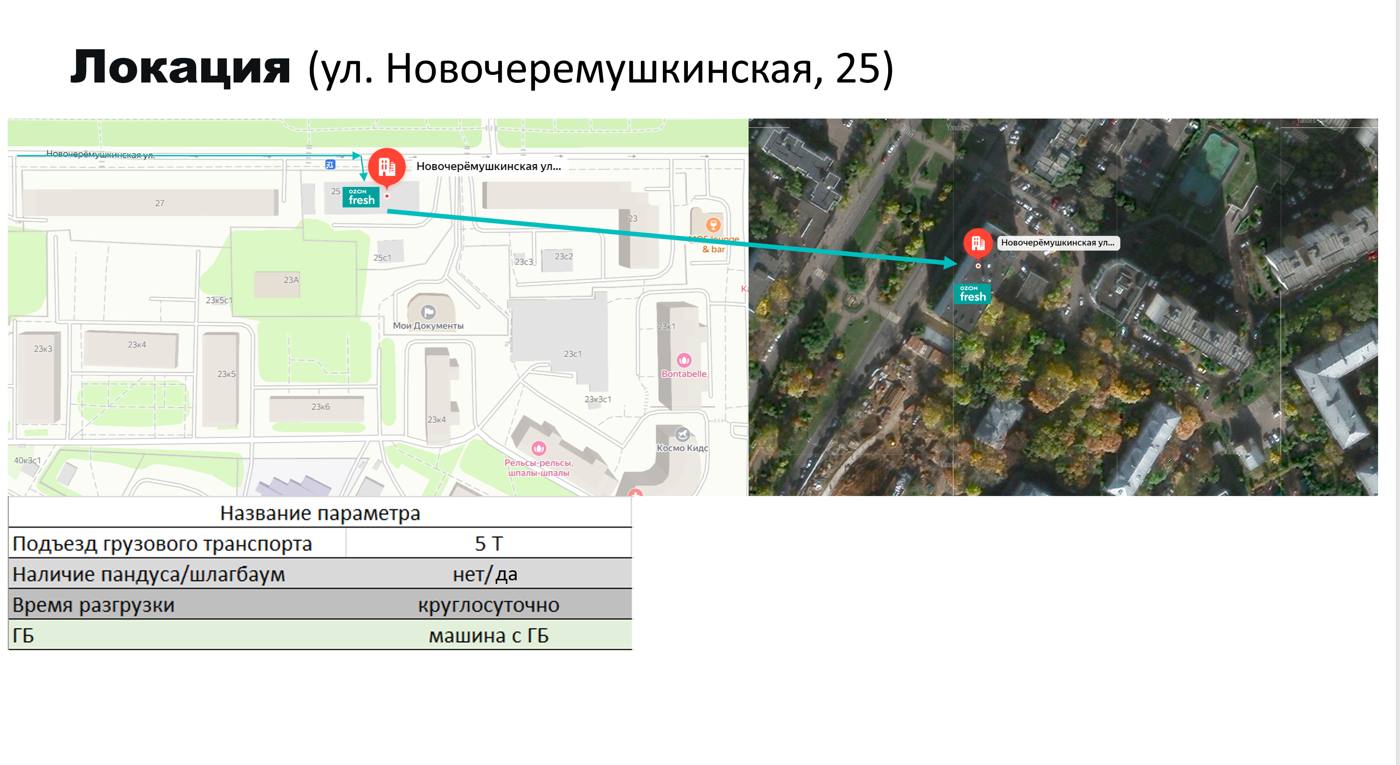 Локация (ул. Новочеремушкинская, 25)
Новочерёмушкинская ул.
21
Новочерёмушкинская ул...
27
25
ozon
fresh
23
& bar
25с1
23с3
23с2
23А
23к5с1
Мои Документы
23к3
23к4
23к5
23с1
23к1
Bontabelle
23к6
23к4
23к3с1
Космо Кидс
40к3с1
Рельсы-рельсы,
шпалы-шпалы
Новочерёмушкинская ул...
ozon
fresh
Название параметра
Подъезд грузового транспорта 5 Т
Наличие пандуса/шлагбаум нет/да
Время разгрузки круглосуточно
ГБ машина с ГБ